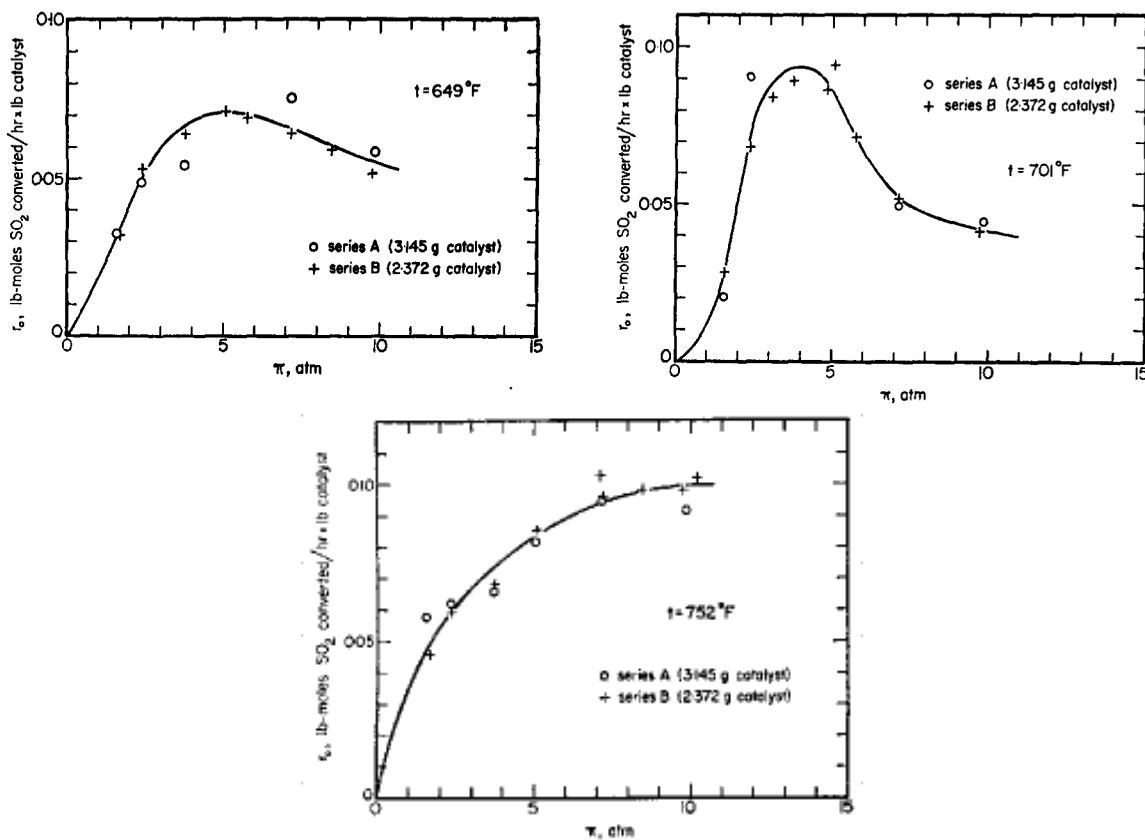 r₀, lb-moles SO₂ converted/hr×lb catalyst
0·10
0·05
0
t=649°F
o series A (3·145 g catalyst)
+ series B (2·372 g catalyst)
0 5 10 15
π, atm
r₀, lb-moles SO₂ converted/hr×lb catalyst
0·10
0·05
0
o series A (3·145 g catalyst)
+ series B (2·372 g catalyst)
t=701°F
0 5 10 15
π, atm
r₀, lb-moles SO₂ converted/hr×lb catalyst
0·10
0·05
0
t=752°F
o series A (3·145 g catalyst)
+ series B (2·372 g catalyst)
0 5 10 15
π, atm